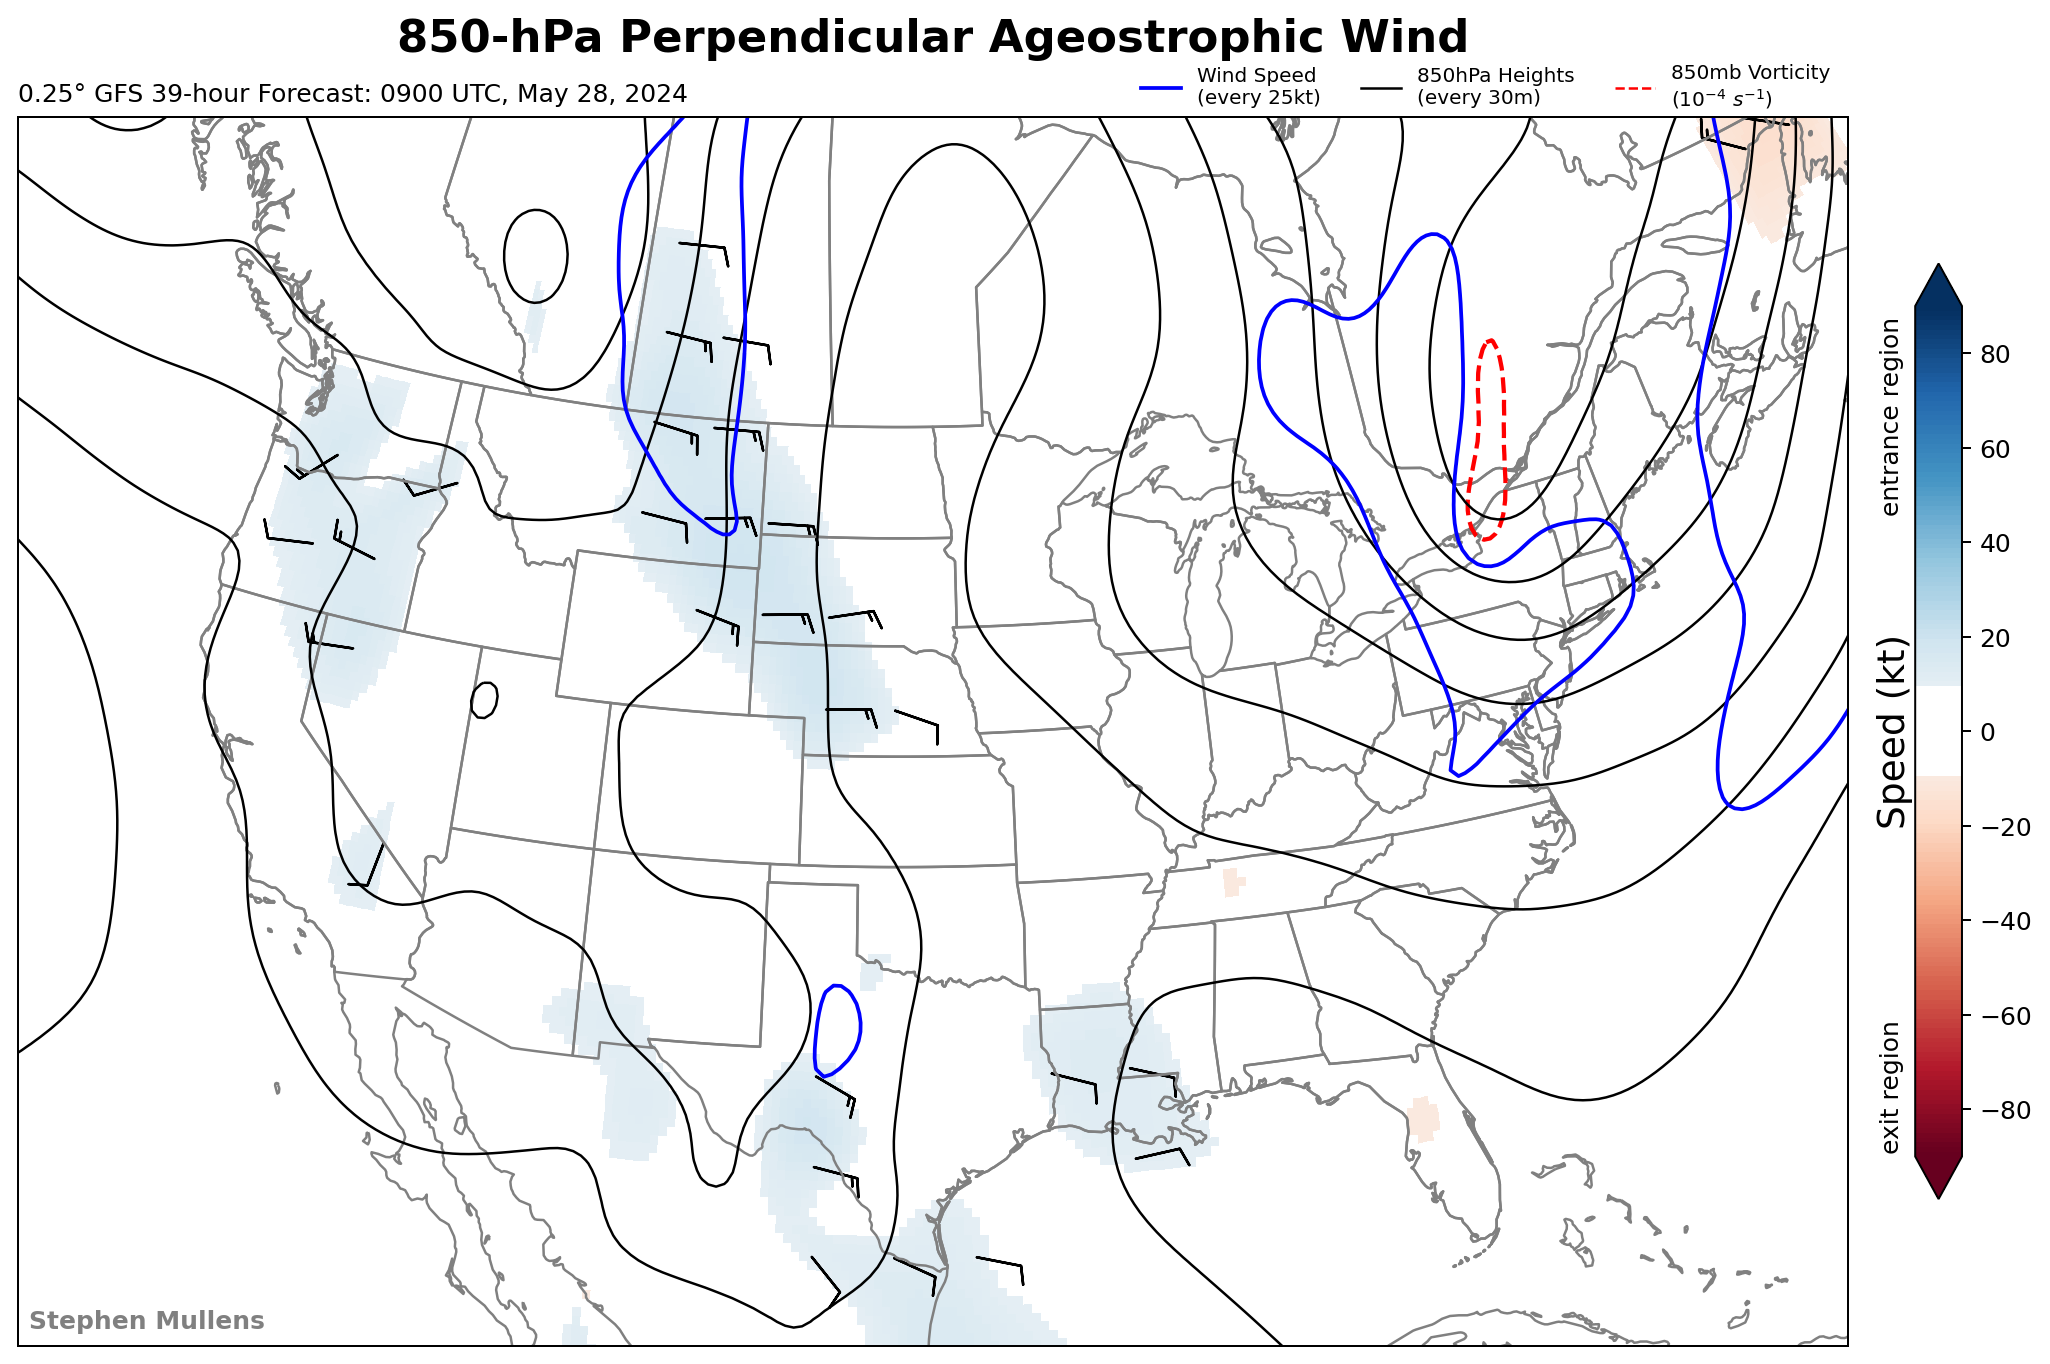 850-hPa Perpendicular Ageostrophic Wind
0.25° GFS 39-hour Forecast: 0900 UTC, May 28, 2024
Wind Speed
(every 25kt)
850hPa Heights
(every 30m)
850mb Vorticity
(10⁻⁴ s⁻¹)
entrance region
Speed (kt)
exit region
80
60
40
20
0
−20
−40
−60
−80
Stephen Mullens